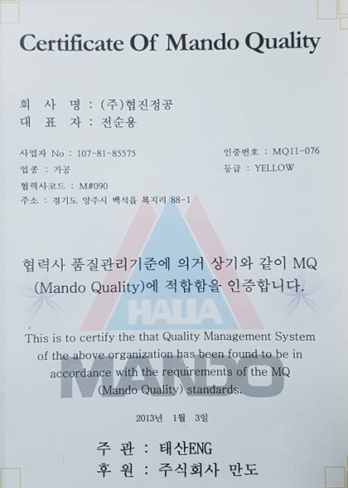 Certificate Of Mando Quality
회 사 명 : (주)협진정공
대 표 자 : 전순용
사업자 No : 107-81-85575
인증번호 : MQ11-076
업종 : 가공
등급 : YELLOW
협력사코드 : M#090
주소 : 경기도 양주시 백석읍 복지리 88-1
협력사 품질관리기준에 의거 상기와 같이 MQ
(Mando Quality)에 적합함을 인증합니다.
HALLA
This is to certify the that Quality Management System
of the above organization has been found to be in
accordance with the requirements of the MQ
MANDO
(Mando Quality) standards.
2013년 1월 3일
주 관 : 태산ENG
후 원 : 주식회사 만도